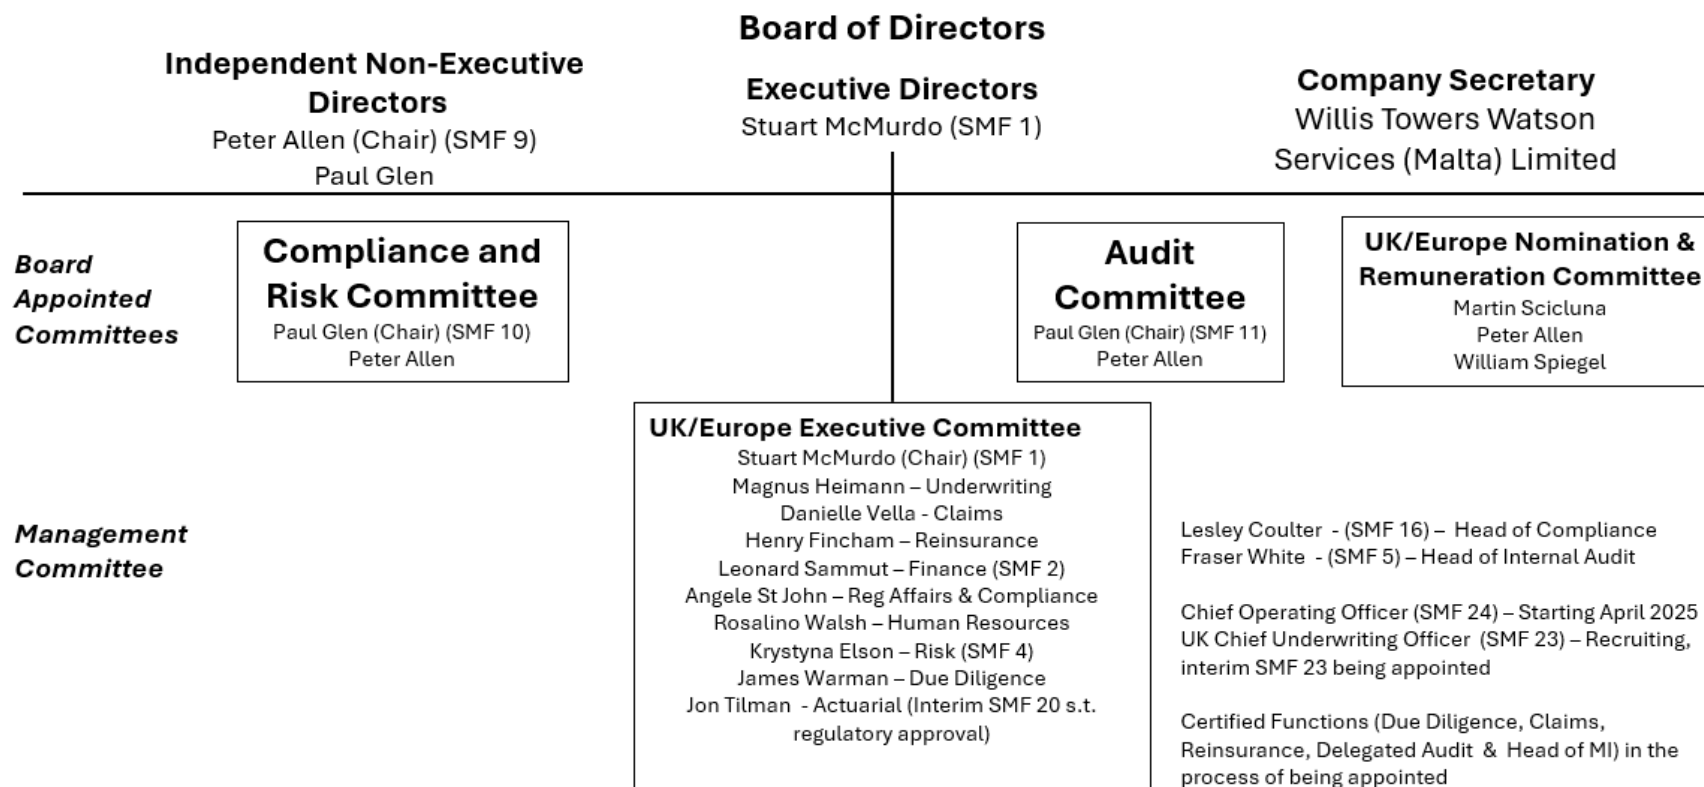 Board of Directors
Independent Non-Executive
Directors
Peter Allen (Chair) (SMF 9)
Paul Glen
Executive Directors
Stuart McMurdo (SMF 1)
Company Secretary
Willis Towers Watson
Services (Malta) Limited
Board
Appointed
Committees
Compliance and
Risk Committee
Paul Glen (Chair) (SMF 10)
Peter Allen
Audit
Committee
Paul Glen (Chair) (SMF 11)
Peter Allen
UK/Europe Nomination &
Remuneration Committee
Martin Scicluna
Peter Allen
William Spiegel
Management
Committee
UK/Europe Executive Committee
Stuart McMurdo (Chair) (SMF 1)
Magnus Heimann – Underwriting
Danielle Vella - Claims
Henry Fincham – Reinsurance
Leonard Sammut – Finance (SMF 2)
Angele St John – Reg Affairs & Compliance
Rosalino Walsh – Human Resources
Krystyna Elson – Risk (SMF 4)
James Warman – Due Diligence
Jon Tilman - Actuarial (Interim SMF 20 s.t.
regulatory approval)
Lesley Coulter - (SMF 16) – Head of Compliance
Fraser White - (SMF 5) – Head of Internal Audit
Chief Operating Officer (SMF 24) – Starting April 2025
UK Chief Underwriting Officer (SMF 23) – Recruiting,
interim SMF 23 being appointed
Certified Functions (Due Diligence, Claims,
Reinsurance, Delegated Audit & Head of MI) in the
process of being appointed